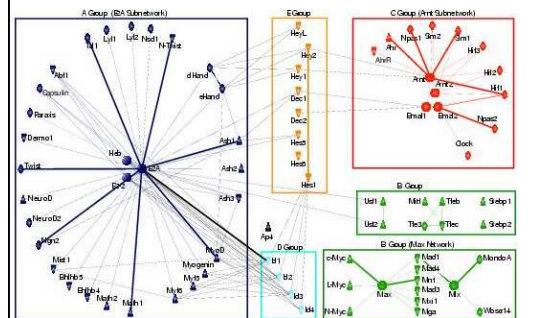 A Group (E2A Subnetwork)
E Group
C Group (Arnt Subnetwork)
Lyl1
Lyl2
Nscl1
N-Twist
Abf1
Capsulin
Paraxis
Dermo1
Twist
NeuroD
NeuroD2
Ngn2
Mist1
Bhlhb5
Bhlhb4
Math2
Math1
Heb
E2A
dHand
eHand
Ash1
Ash2
Ash3
MyoD
Myogenin
Myf5
Myf6
HeyL
Hey2
Hey1
Dec1
Dec2
Hes5
Hes6
Hes1
Ap4
D Group
Id1
Id2
Id3
Id4
Ahr
AhrR
Npas1
Sim2
Sim1
Hif3
Hif2
Hif1
Arnt
Arnt2
Bmal1
Bmal2
Npas2
Clock
B Group
Usf1
Mitf
Tfeb
Srebp1
Usf2
Tfe3
Tfec
Srebp2
B Group (Max Network)
c-Myc
L-Myc
N-Myc
Max
Mad1
Mad4
Mnt
Mad3
Mxi1
Mga
Mlx
MondoA
Wbscr14